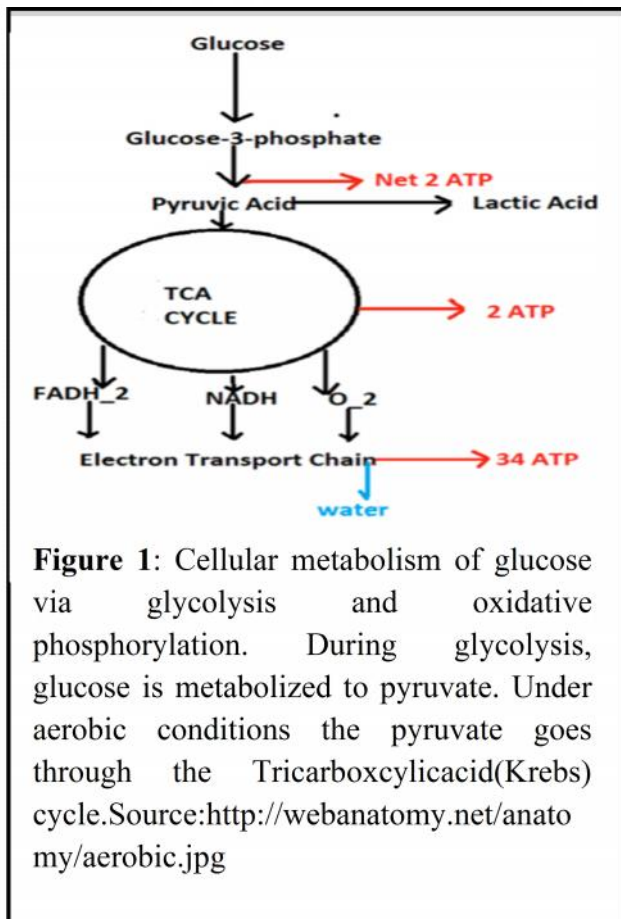 Glucose
Glucose-3-phosphate
Net 2 ATP
Pyruvic Acid
Lactic Acid
TCA
CYCLE
2 ATP
FADH_2
NADH
O_2
Electron Transport Chain
34 ATP
water
Figure 1: Cellular metabolism of glucose
via glycolysis and oxidative
phosphorylation. During glycolysis,
glucose is metabolized to pyruvate. Under
aerobic conditions the pyruvate goes
through the Tricarboxcylicacid(Krebs)
cycle.Source:http://webanatomy.net/anato
my/aerobic.jpg